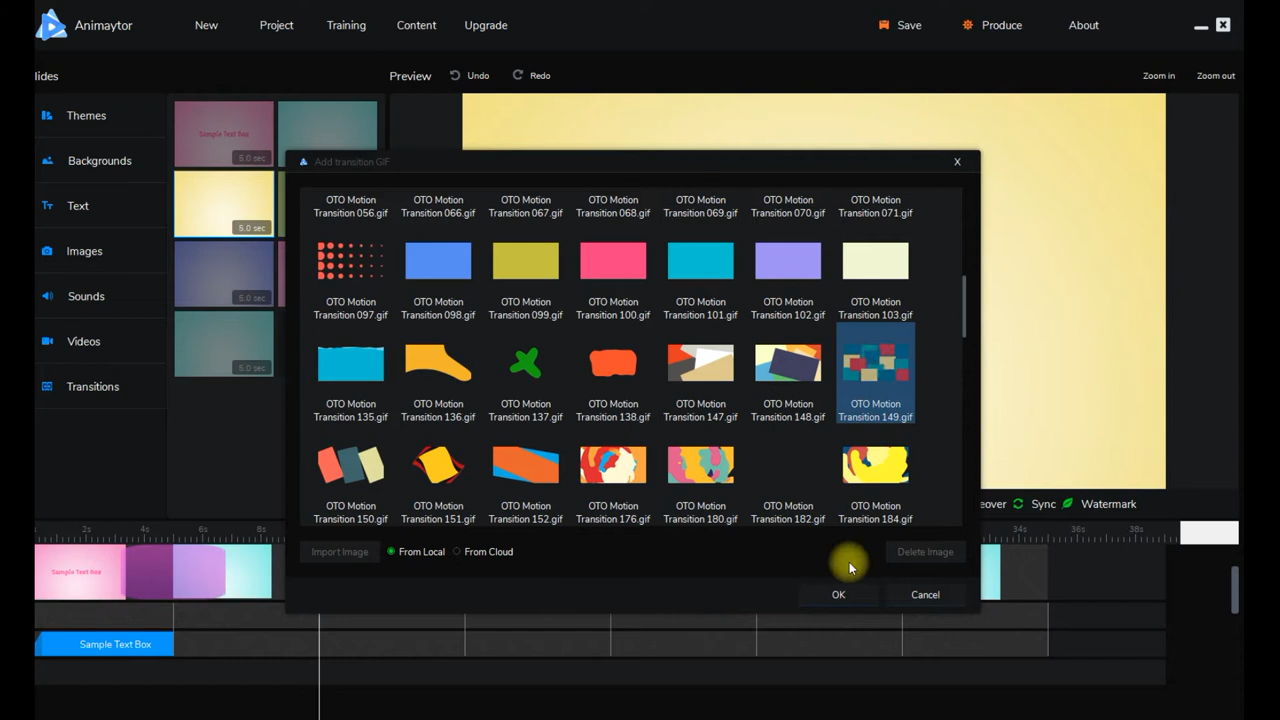 Animaytor
New
Project
Training
Content
Upgrade
Save
Produce
About
lides
Preview
Undo
Redo
Zoom in
Zoom out
Themes
Backgrounds
Text
Images
Sounds
Videos
Transitions
Sample Text Box
5.0 sec
5.0 sec
5.0 sec
5.0 sec
Add transition GIF
X
OTO Motion
Transition 056.gif
OTO Motion
Transition 066.gif
OTO Motion
Transition 067.gif
OTO Motion
Transition 068.gif
OTO Motion
Transition 069.gif
OTO Motion
Transition 070.gif
OTO Motion
Transition 071.gif
OTO Motion
Transition 097.gif
OTO Motion
Transition 098.gif
OTO Motion
Transition 099.gif
OTO Motion
Transition 100.gif
OTO Motion
Transition 101.gif
OTO Motion
Transition 102.gif
OTO Motion
Transition 103.gif
OTO Motion
Transition 135.gif
OTO Motion
Transition 136.gif
OTO Motion
Transition 137.gif
OTO Motion
Transition 138.gif
OTO Motion
Transition 147.gif
OTO Motion
Transition 148.gif
OTO Motion
Transition 149.gif
OTO Motion
Transition 150.gif
OTO Motion
Transition 151.gif
OTO Motion
Transition 152.gif
OTO Motion
Transition 176.gif
OTO Motion
Transition 180.gif
OTO Motion
Transition 182.gif
OTO Motion
Transition 184.gif
Import Image
From Local
From Cloud
Delete Image
OK
Cancel
eover
Sync
Watermark
2s
4s
6s
8s
34s
36s
38s
Sample Text Box
Sample Text Box